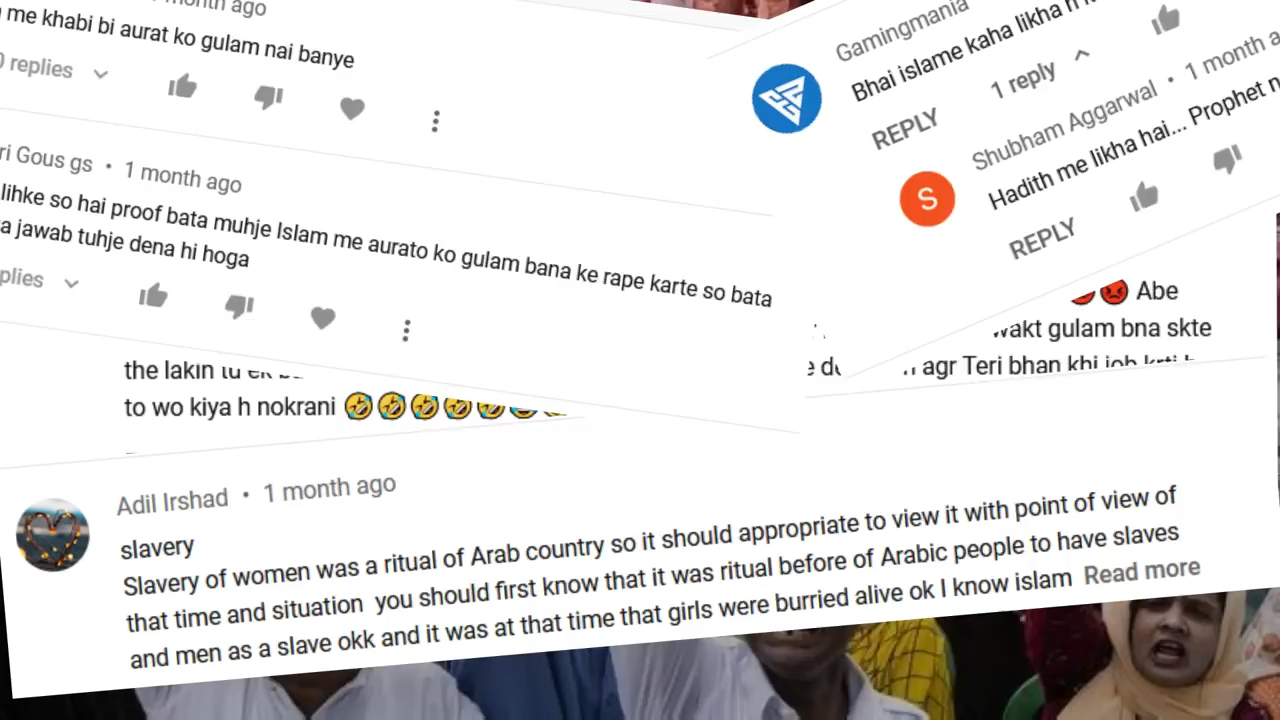 month ago
me khabi bi aurat ko gulam nai banye
0 replies
ri Gous gs • 1 month ago
lihke so hai proof bata muhje Islam me aurato ko gulam bana ke rape karte so bata
a jawab tuhje dena hi hoga
plies
the lakin tu
to wo kiya h nokrani 🤣🤣🤣🤣🤣🤣🤣
Gamingmania
Bhai islame kaha likha h
1 reply
REPLY
Shubham Aggarwal • 1 month a
S
Hadith me likha hai... Prophet n
REPLY
😡😡 Abe
wakt gulam bna skte
agr Teri bhan khi job krti h
Adil Irshad • 1 month ago
slavery
Slavery of women was a ritual of Arab country so it should appropriate to view it with point of view of
that time and situation you should first know that it was ritual before of Arabic people to have slaves
and men as a slave okk and it was at that time that girls were burried alive ok I know islam Read more